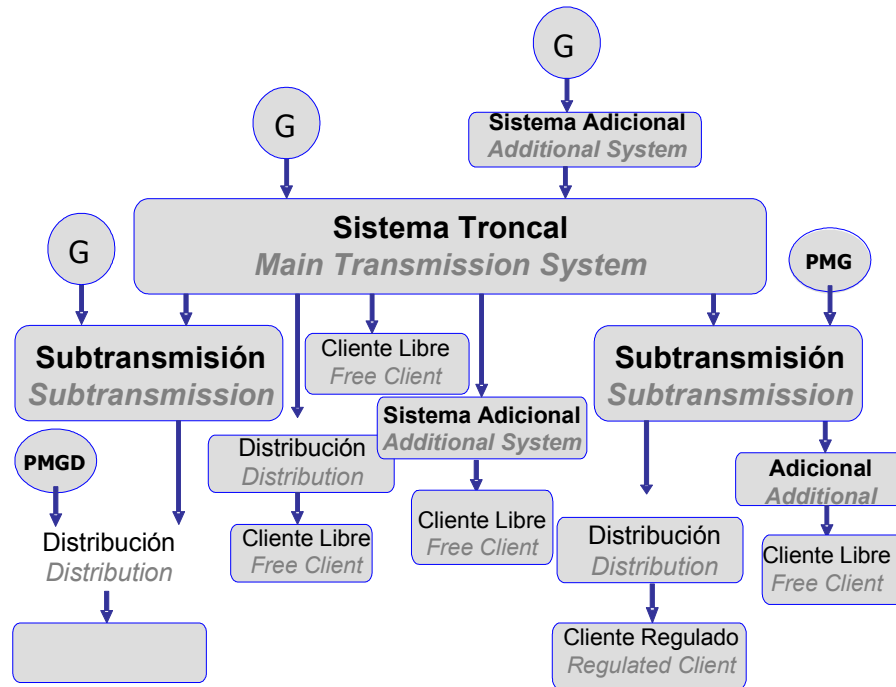 G
Sistema Adicional
Additional System
G
Sistema Troncal
Main Transmission System
G
PMG
Subtransmisión
Subtransmission
Cliente Libre
Free Client
Subtransmisión
Subtransmission
Sistema Adicional
Additional System
PMGD
Distribución
Distribution
Adicional
Additional
Distribución
Distribution
Cliente Libre
Free Client
Cliente Libre
Free Client
Distribución
Distribution
Cliente Libre
Free Client
Cliente Regulado
Regulated Client